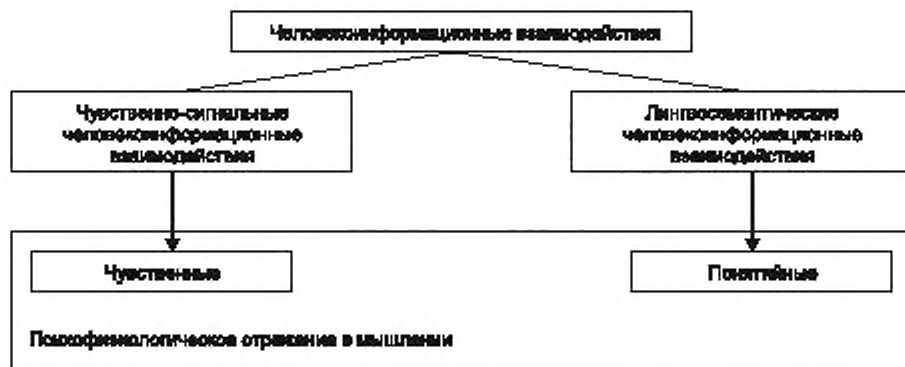 Человекоинформационные взаимодействия
Чувственно-сигнальные
человекоинформационные
взаимодействия
Лингвосемантические
человекоинформационные
взаимодействия
Чувственные
Понятийные
Психофизиологическое отражение в мышлении